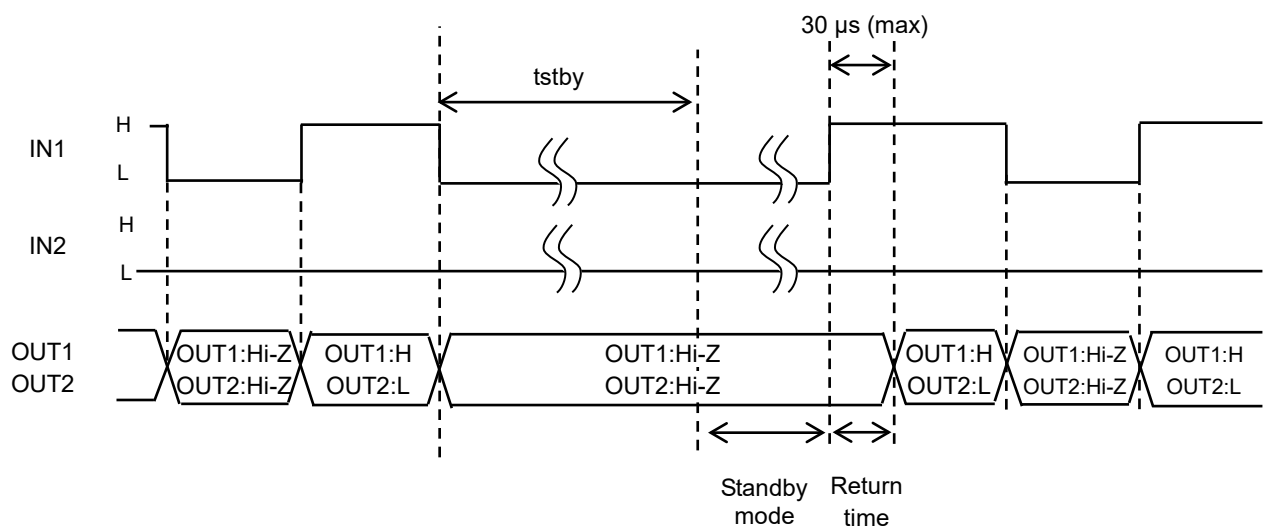 30 µs (max)
tstby
H
IN1
L
H
IN2
L
OUT1
OUT2
OUT1:Hi-Z
OUT2:Hi-Z
OUT1:H
OUT2:L
OUT1:Hi-Z
OUT2:Hi-Z
OUT1:H
OUT2:L
OUT1:Hi-Z
OUT2:Hi-Z
OUT1:H
OUT2:L
Standby
mode
Return
time